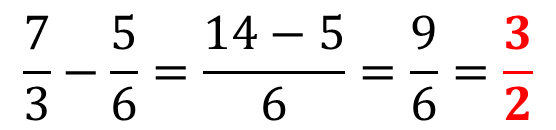 7/3 − 5/6 = (14 − 5)/6 = 9/6 = 3/2